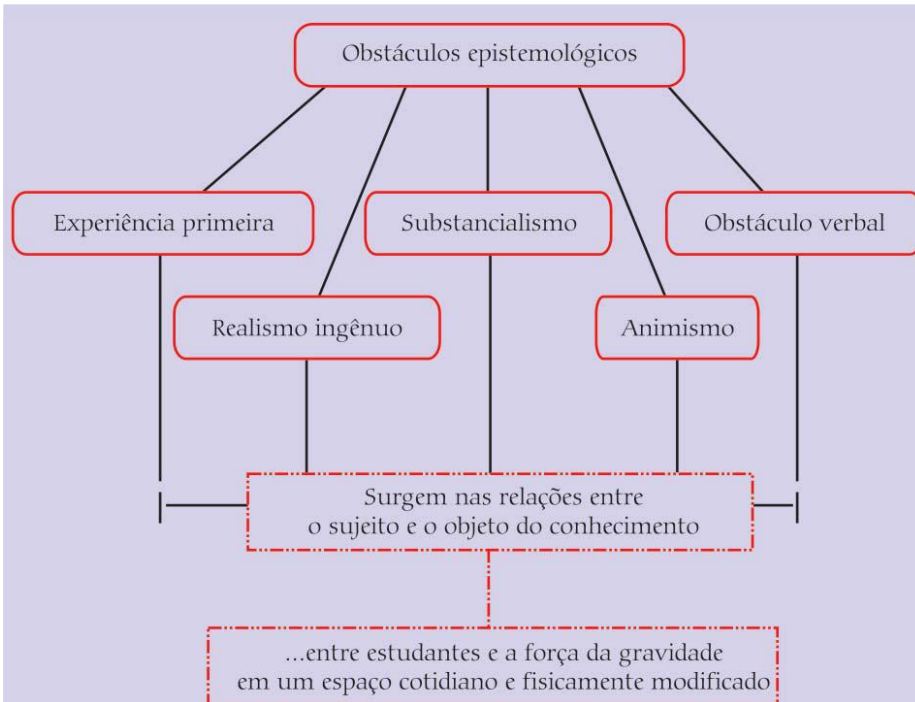 Obstáculos epistemológicos
Experiência primeira
Substancialismo
Obstáculo verbal
Realismo ingênuo
Animismo
Surgem nas relações entre
o sujeito e o objeto do conhecimento
...entre estudantes e a força da gravidade
em um espaço cotidiano e fisicamente modificado